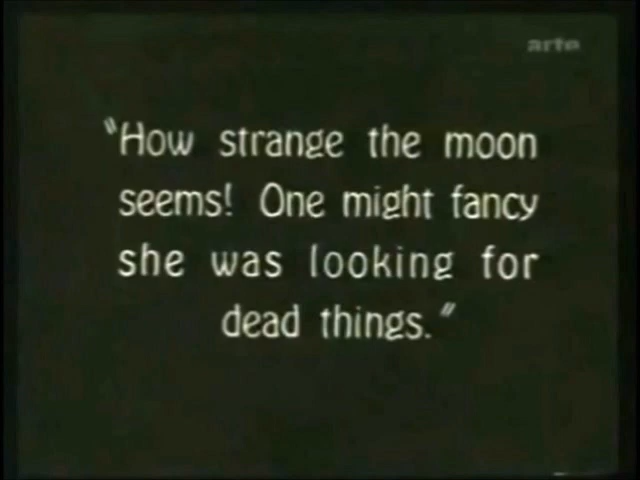 arte
"How strange the moon
seems! One might fancy
she was looking for
dead things."